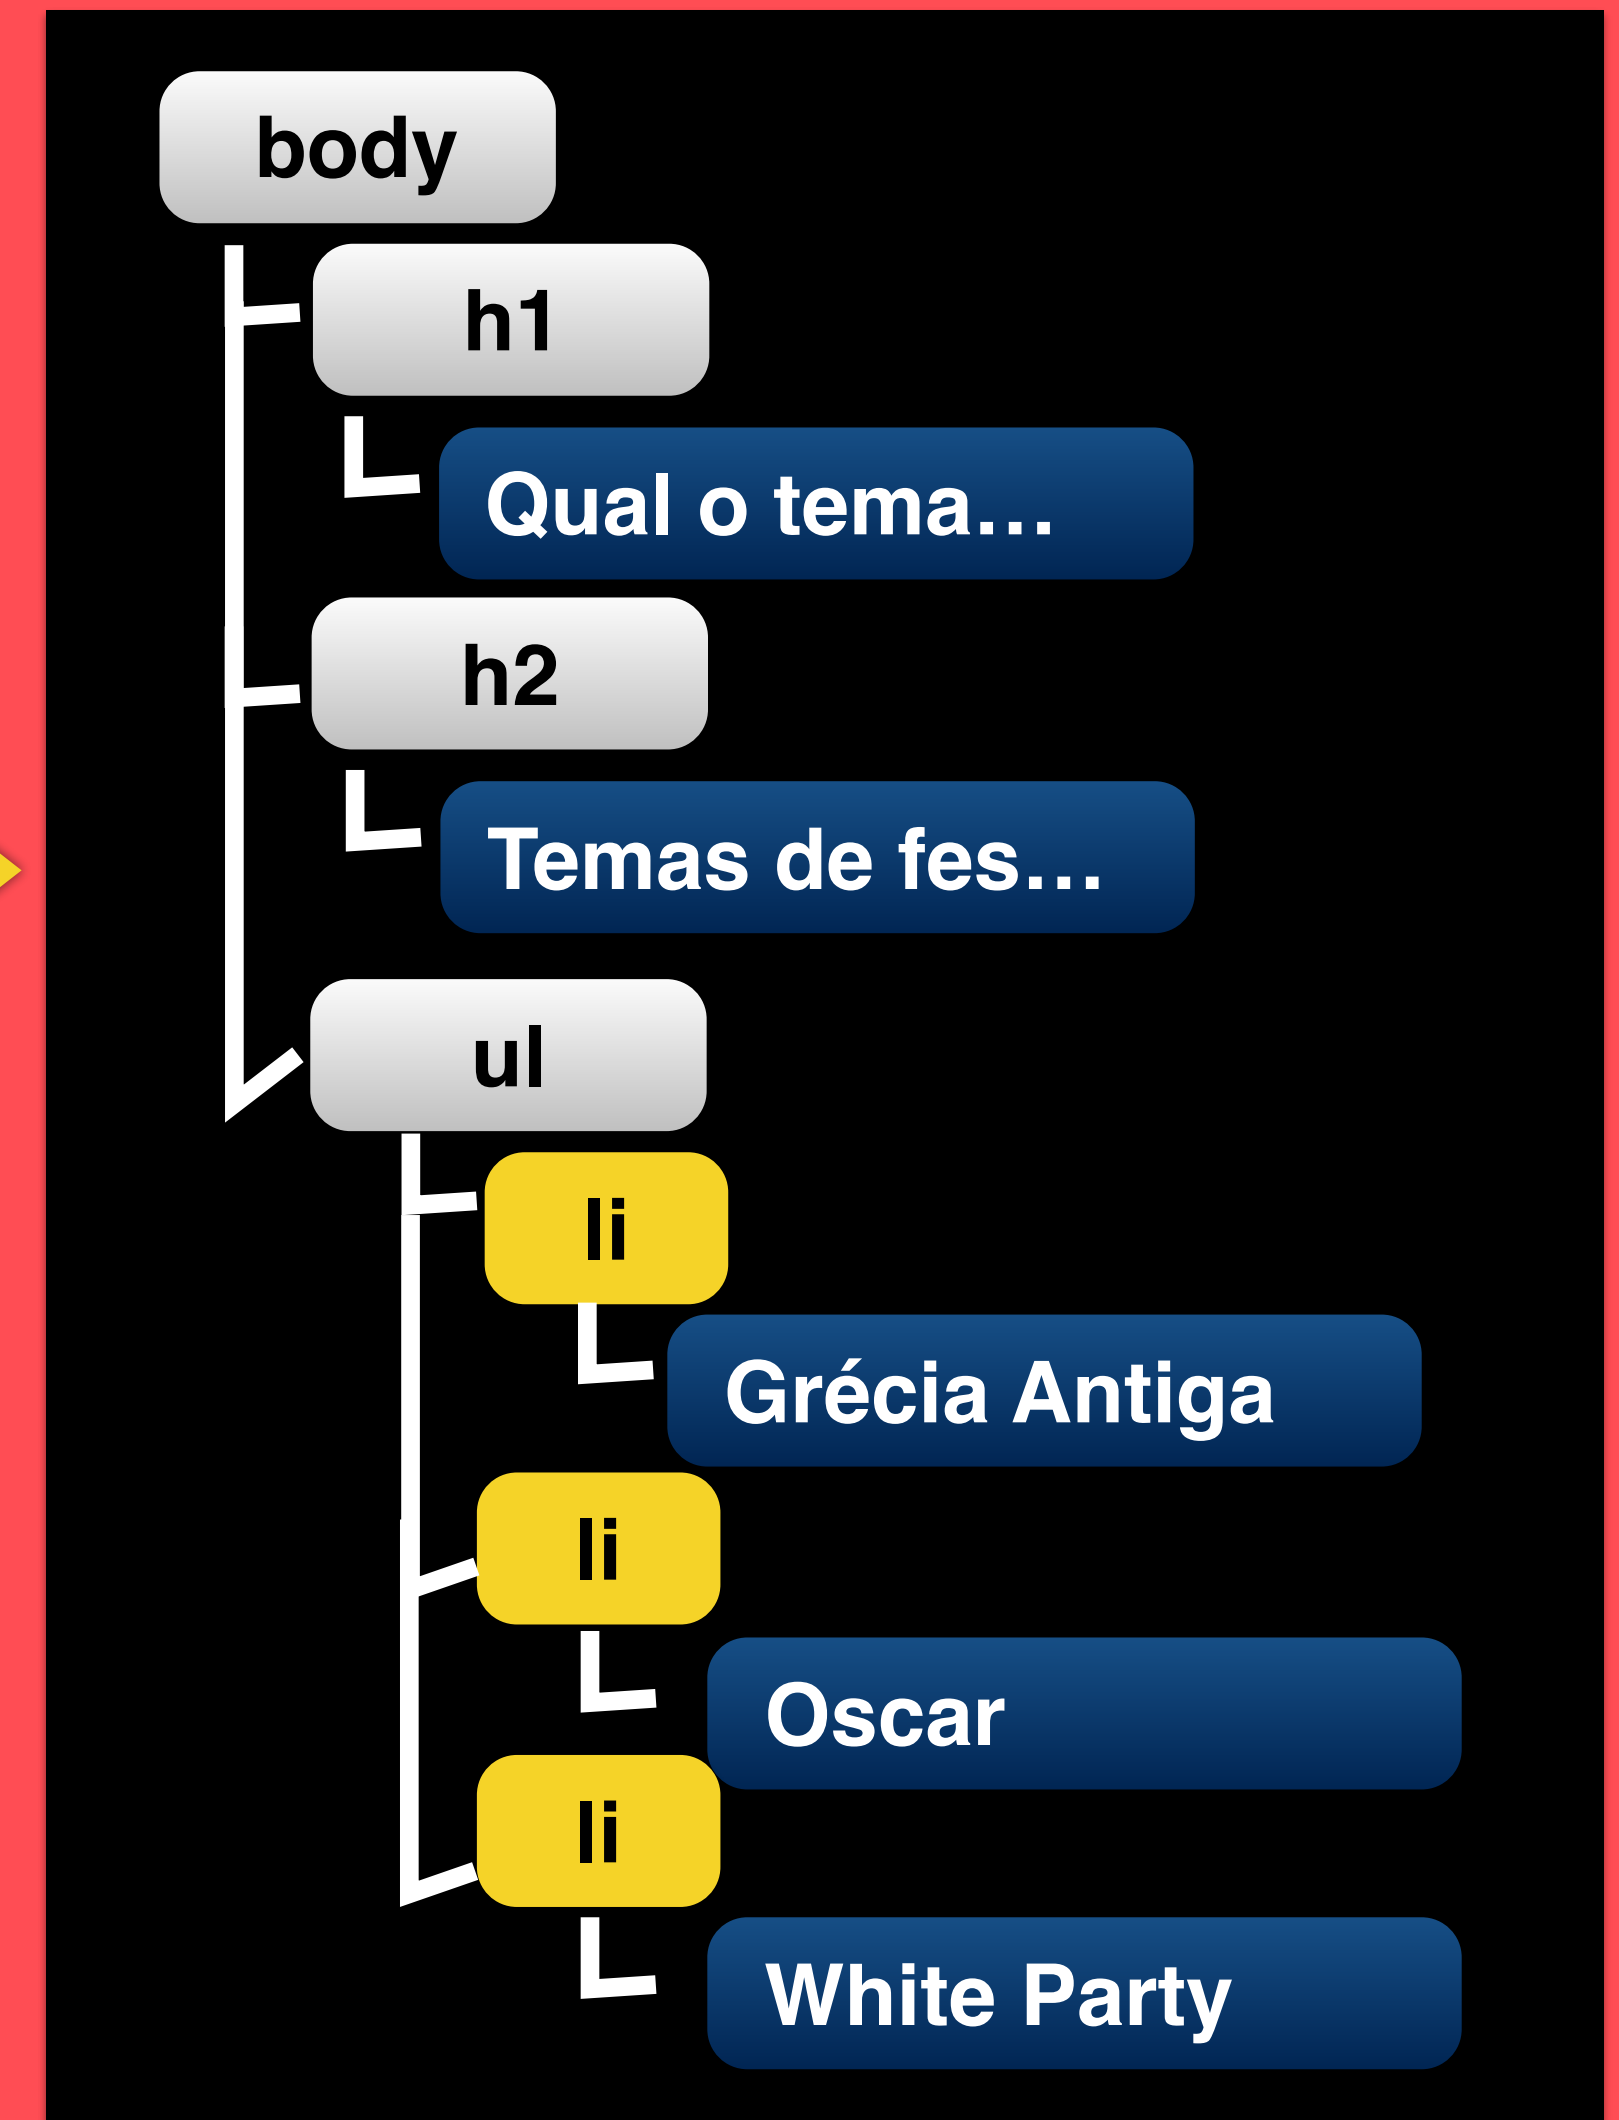 body
h1
Qual o tema...
h2
Temas de fes...
ul
li
Grécia Antiga
li
Oscar
li
White Party